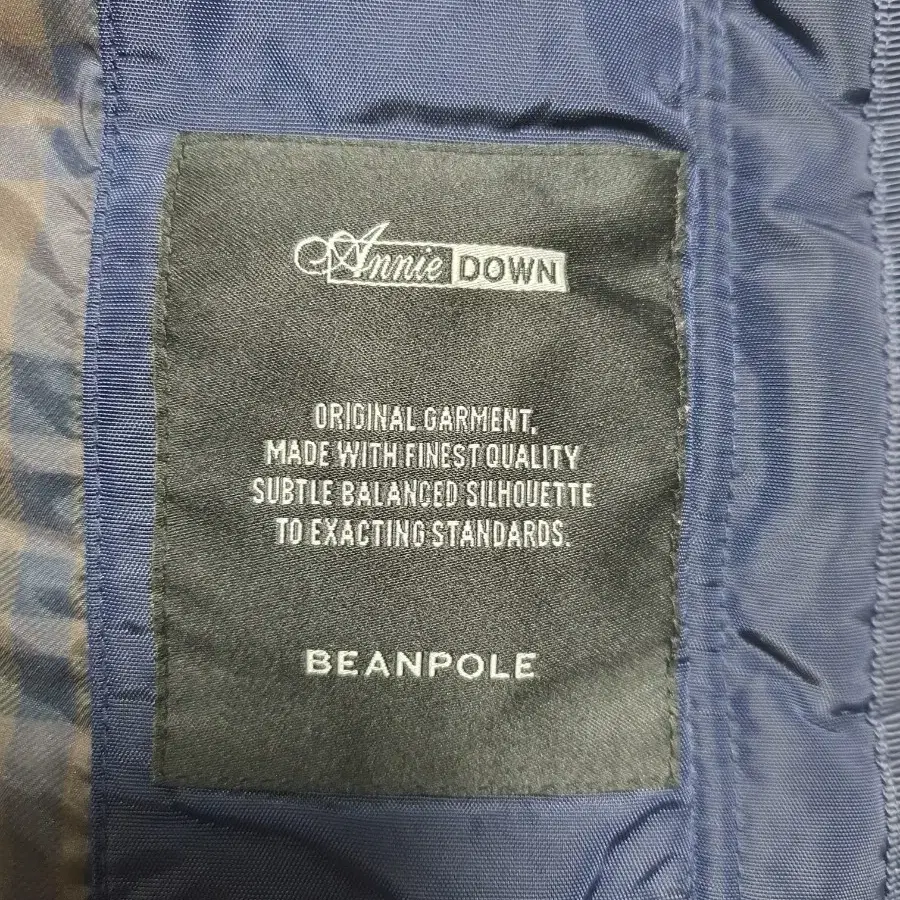 Annie DOWN
ORIGINAL GARMENT,
MADE WITH FINEST QUALITY
SUBTLE BALANCED SILHOUETTE
TO EXACTING STANDARDS.
BEANPOLE